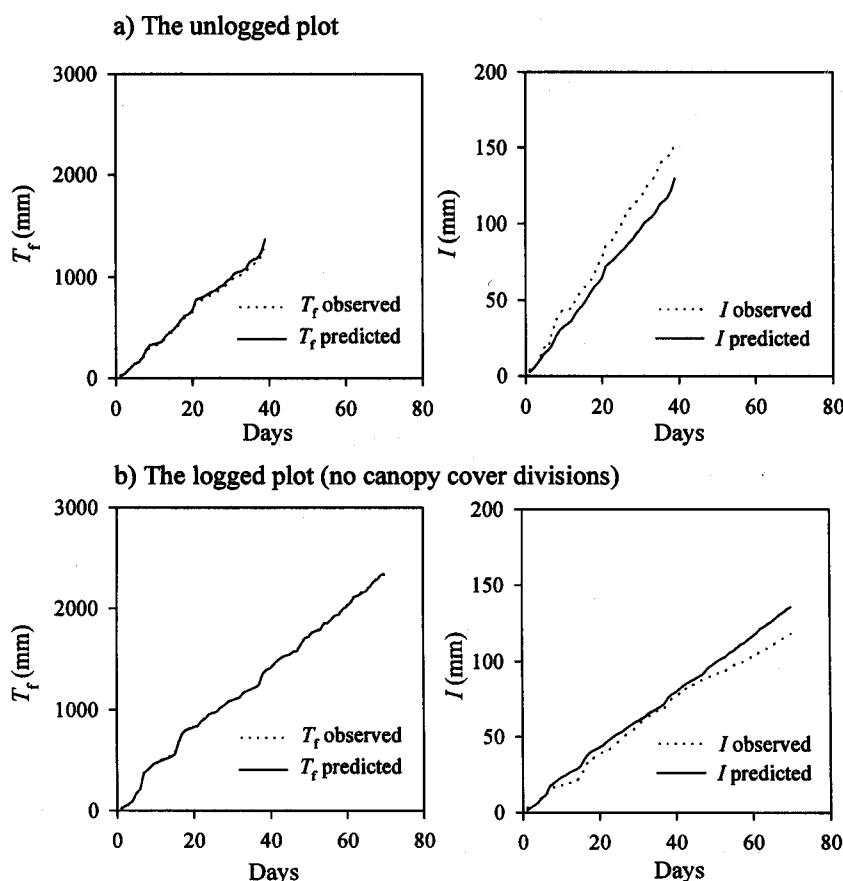 a) The unlogged plot
3000
2000
1000
0
T_f (mm)
T_f observed
T_f predicted
0 20 40 60 80
Days
200
150
100
50
0
I (mm)
I observed
I predicted
0 20 40 60 80
Days
b) The logged plot (no canopy cover divisions)
3000
2000
1000
0
T_f (mm)
T_f observed
T_f predicted
0 20 40 60 80
Days
200
150
100
50
0
I (mm)
I observed
I predicted
0 20 40 60 80
Days